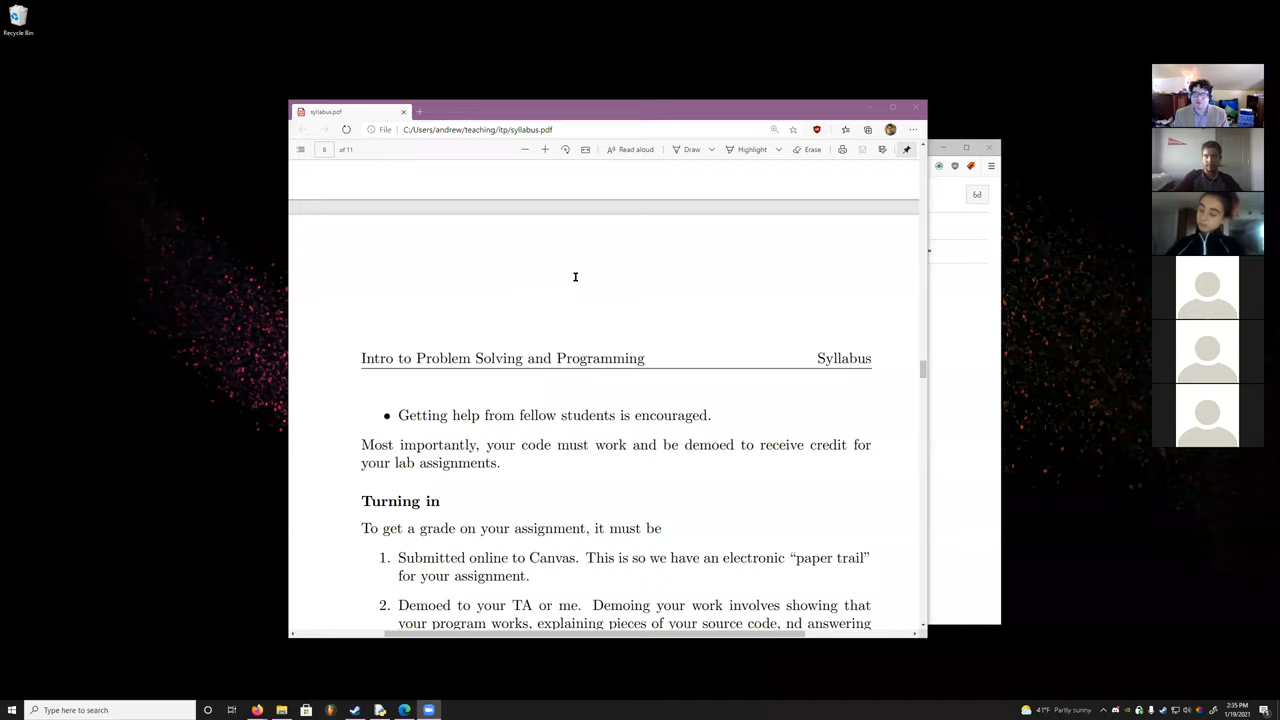 Recycle Bin
syllabus.pdf
File
C:/Users/andrew/teaching/itp/syllabus.pdf
6 of 11
Read aloud
Draw
Highlight
Erase
Intro to Problem Solving and Programming Syllabus
• Getting help from fellow students is encouraged.
Most importantly, your code must work and be demoed to receive credit for
your lab assignments.
Turning in
To get a grade on your assignment, it must be
1. Submitted online to Canvas. This is so we have an electronic “paper trail”
for your assignment.
2. Demoed to your TA or me. Demoing your work involves showing that
your program works, explaining pieces of your source code, nd answering
Type here to search
41°F Partly sunny
2:35 PM
1/19/2021